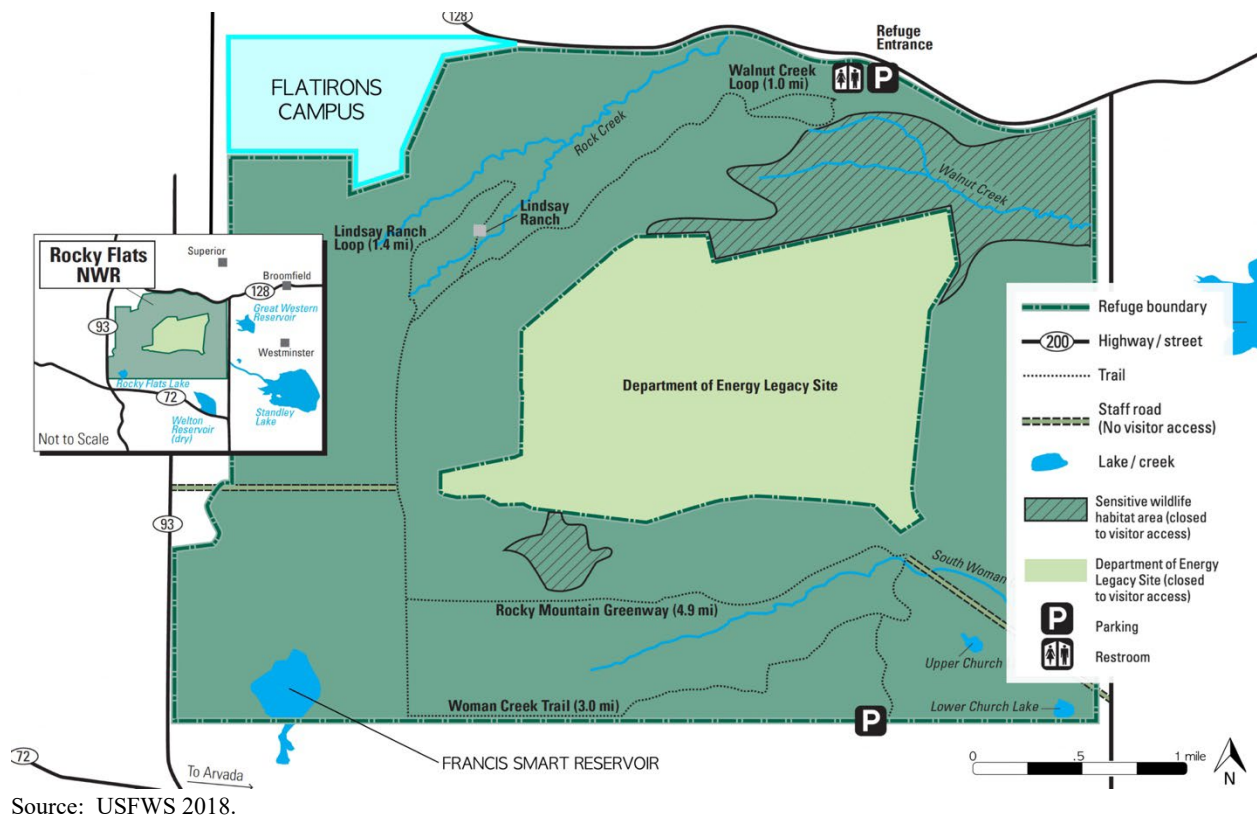 128
Refuge
Entrance
P
FLATIRONS
CAMPUS
Walnut Creek
Loop (1.0 mi)
Rock Creek
Walnut Creek
Lindsay
Ranch
Lindsay Ranch
Loop (1.4 mi)
Rocky Flats
NWR
Superior
Broomfield
128
93
Great Western
Reservoir
Westminster
Rocky Flats Lake
72
Welton
Reservoir
(dry)
Standley
Lake
Not to Scale
Department of Energy Legacy Site
93
Rocky Mountain Greenway (4.9 mi)
South Woman
Upper Church
Woman Creek Trail (3.0 mi)
Lower Church Lake
P
FRANCIS SMART RESERVOIR
72
To Arvada
Refuge boundary
200
Highway / street
Trail
Staff road
(No visitor access)
Lake / creek
Sensitive wildlife
habitat area (closed
to visitor access)
Department of Energy
Legacy Site (closed
to visitor access)
P
Parking
Restroom
0 .5 1 mile
N
Source: USFWS 2018.